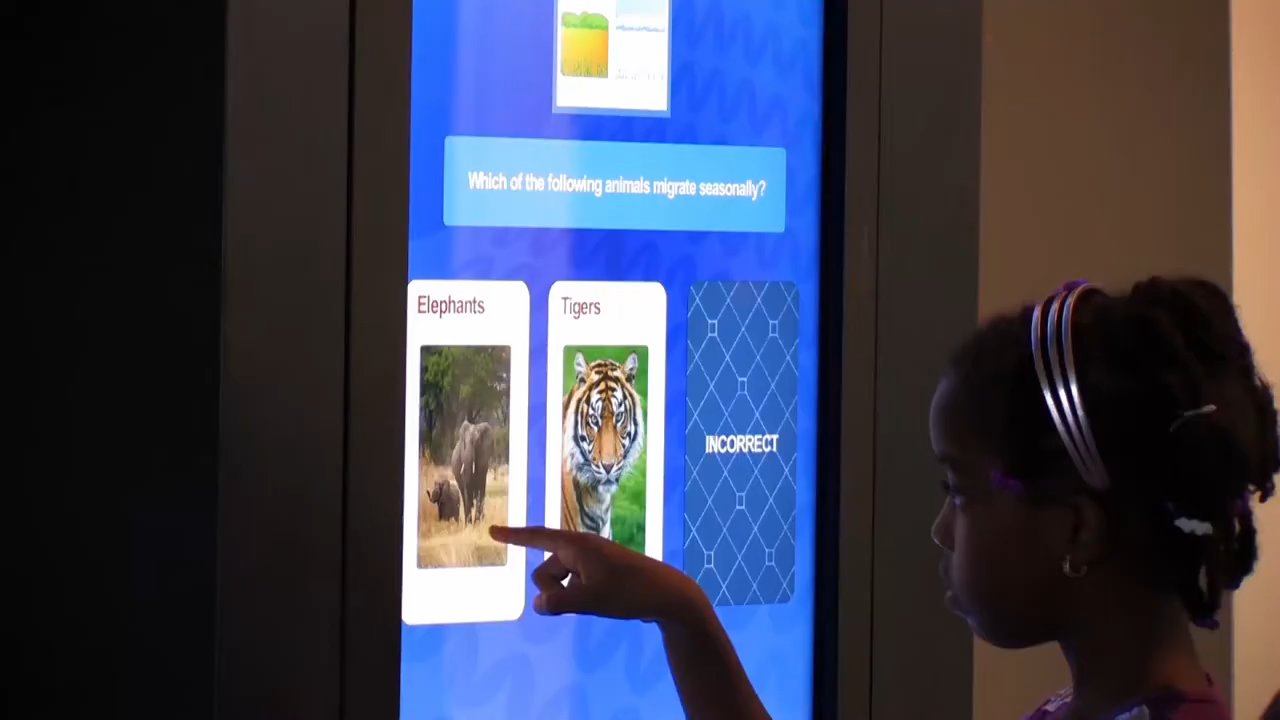 Which of the following animals migrate seasonally?
Elephants
Tigers
INCORRECT